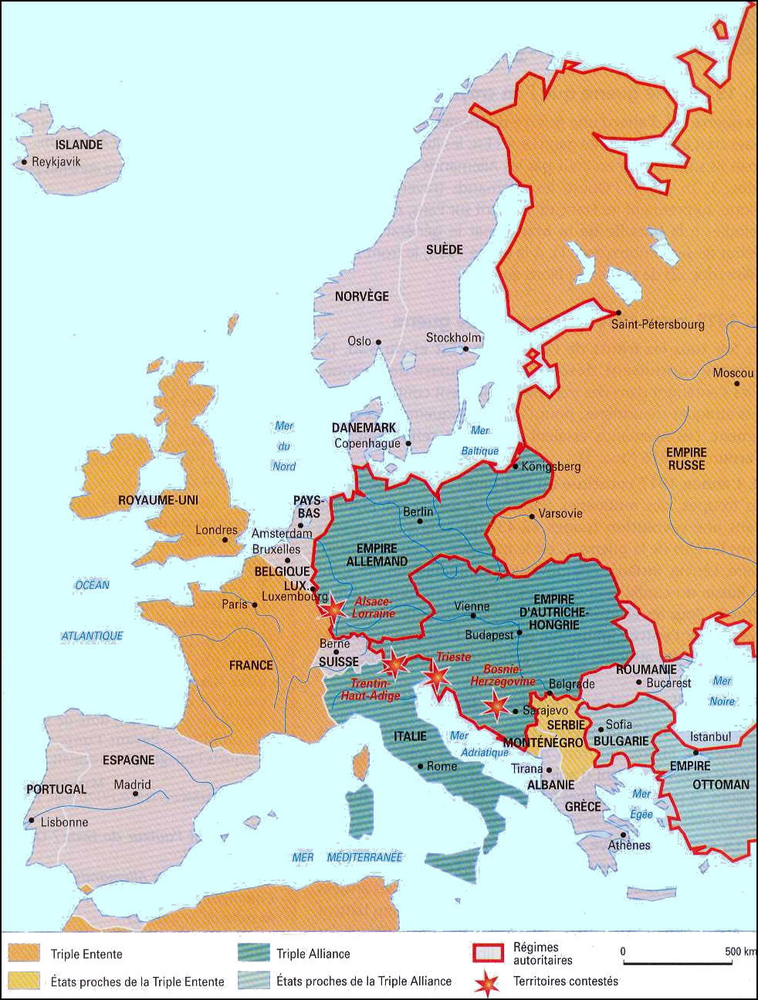 ISLANDE
Reykjavik
SUÈDE
NORVÈGE
Oslo
Stockholm
Saint-Pétersbourg
Moscou
Mer
du
Nord
DANEMARK
Copenhague
Mer
Baltique
EMPIRE
RUSSE
Königsberg
ROYAUME-UNI
Londres
PAYS-
BAS
Amsterdam
Berlin
Varsovie
Bruxelles
BELGIQUE
LUX.
Luxembourg
EMPIRE
ALLEMAND
OCÉAN
ATLANTIQUE
Paris
Alsace-
Lorraine
Vienne
EMPIRE
D'AUTRICHE-
HONGRIE
Budapest
Berne
SUISSE
FRANCE
Trieste
Trentin-
Haut-Adige
Bosnie-
Herzégovine
Belgrade
ROUMANIE
Bucarest
Mer
Noire
Sarajevo
SERBIE
MONTÉNÉGRO
Sofia
BULGARIE
Istanbul
EMPIRE
OTTOMAN
ITALIE
Mer
Adriatique
Rome
Tirana
ALBANIE
GRÈCE
Mer
Égée
Athènes
ESPAGNE
Madrid
PORTUGAL
Lisbonne
MER MÉDITERRANÉE
Triple Entente
États proches de la Triple Entente
Triple Alliance
États proches de la Triple Alliance
Régimes
autoritaires
Territoires contestés
0 500 km